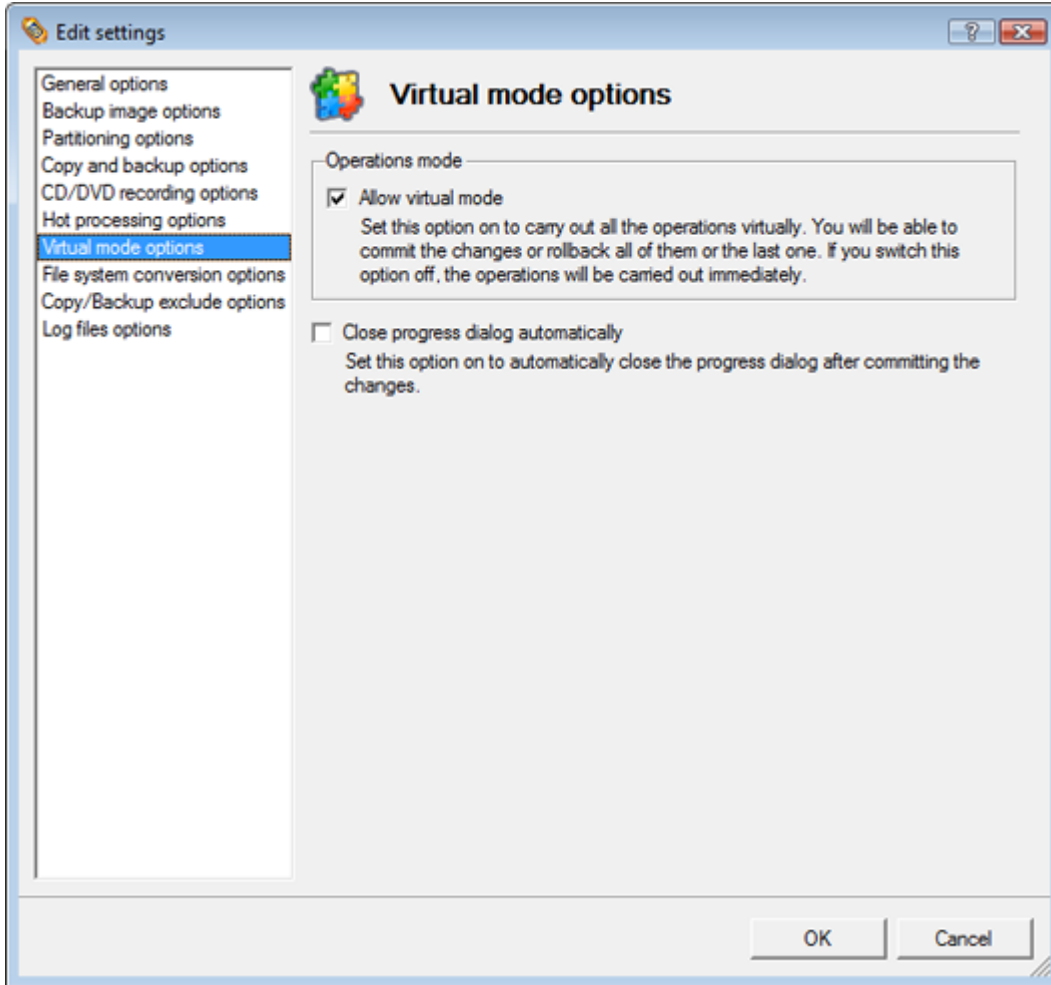 Edit settings
General options
Backup image options
Partitioning options
Copy and backup options
CD/DVD recording options
Hot processing options
Virtual mode options
File system conversion options
Copy/Backup exclude options
Log files options
Virtual mode options
Operations mode
Allow virtual mode
Set this option on to carry out all the operations virtually. You will be able to
commit the changes or rollback all of them or the last one. If you switch this
option off, the operations will be carried out immediately.
Close progress dialog automatically
Set this option on to automatically close the progress dialog after committing the
changes.
OK
Cancel